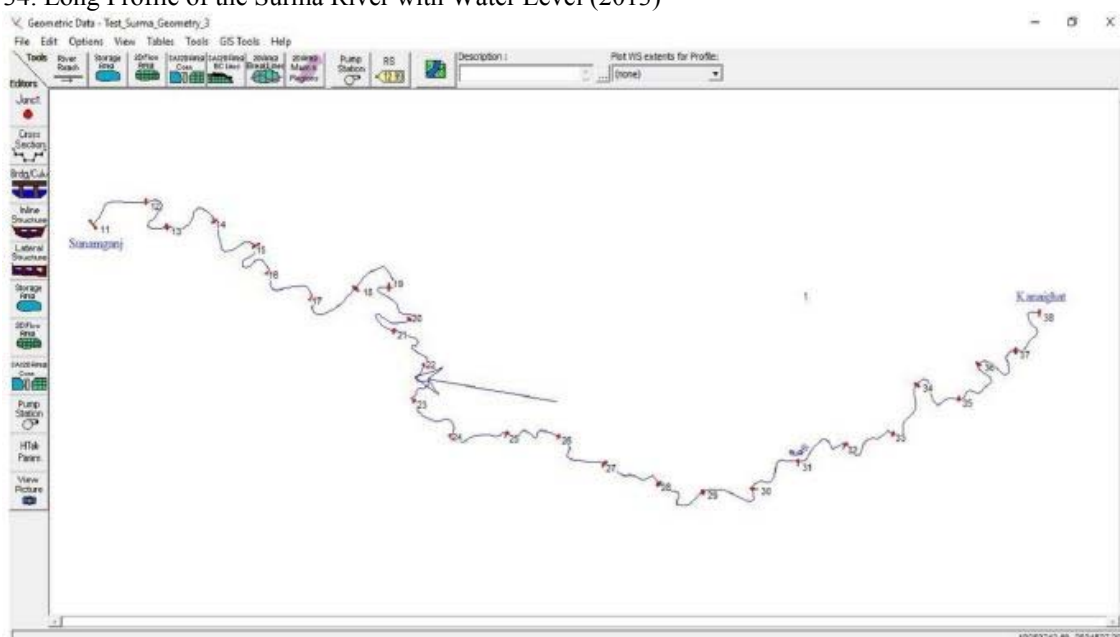 34: Long Profile of the Surma River with Water Level (2013)
Geometric Data - Test_Surma_Geometry_3
File Edit Options View Tables Tools GIS Tools Help
Tools
River Reach
Storage Area
2D Flow Area
Pump Station
RS
Description :
Plot WS extents for Profile:
(none)
Editors
Junct.
Cross Section
Inline Structure
Lateral Structure
Storage Area
2D Flow Area
Pump Station
HTab Param.
View Picture
Sunamganj
Kanaighat
11
12
13
14
15
16
17
18
19
20
21
22
23
24
25
26
27
28
29
30
31
32
33
34
35
36
37
38
1